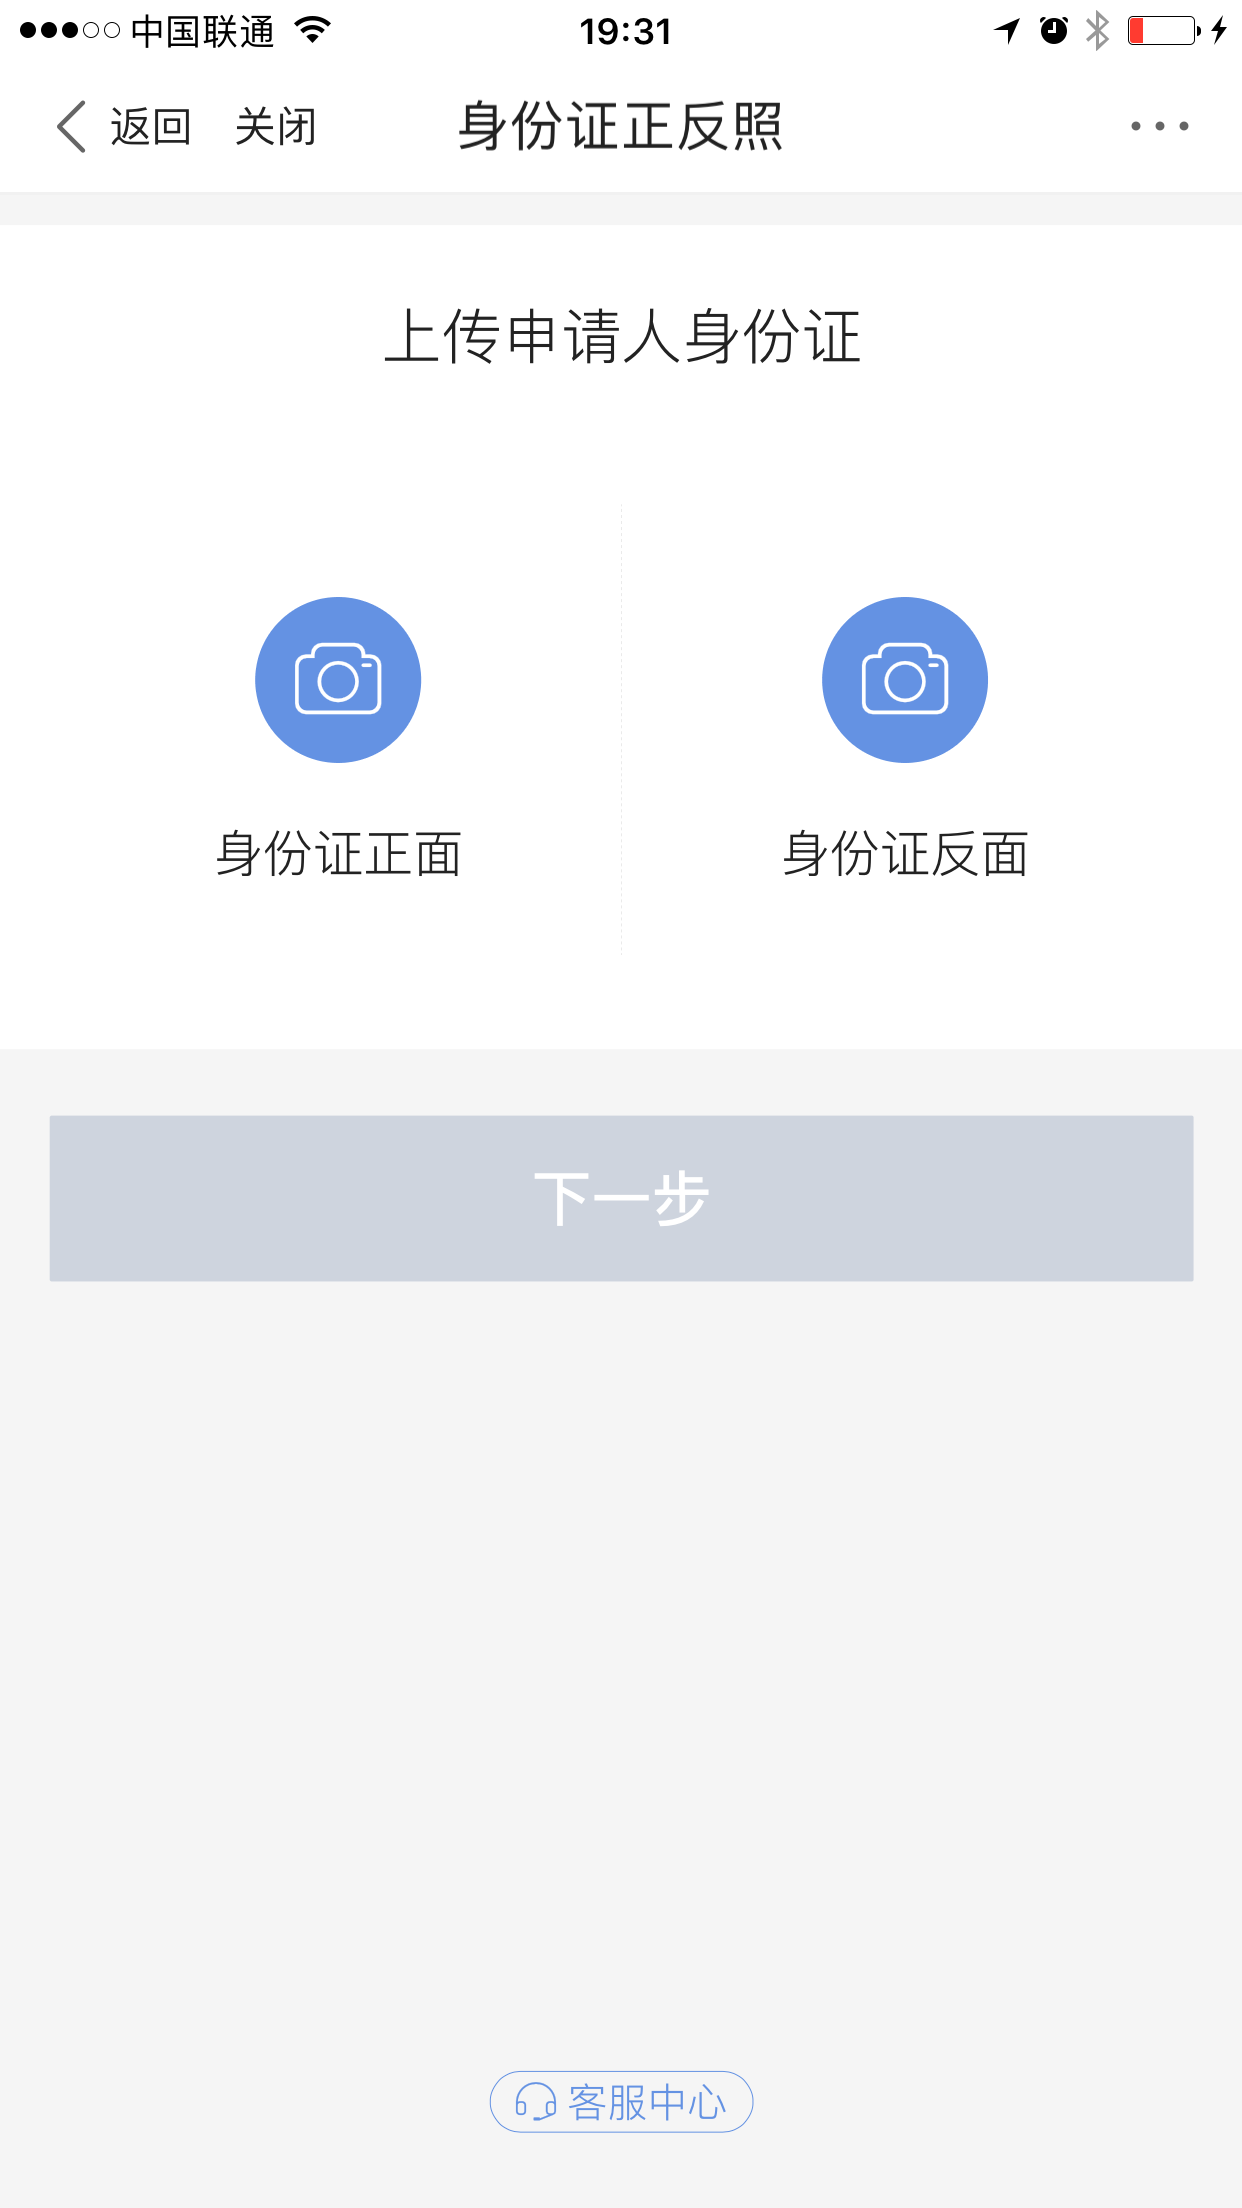 中国联通 19:31
返回 关闭 身份证正反照
上传申请人身份证
身份证正面 身份证反面
下一步
客服中心